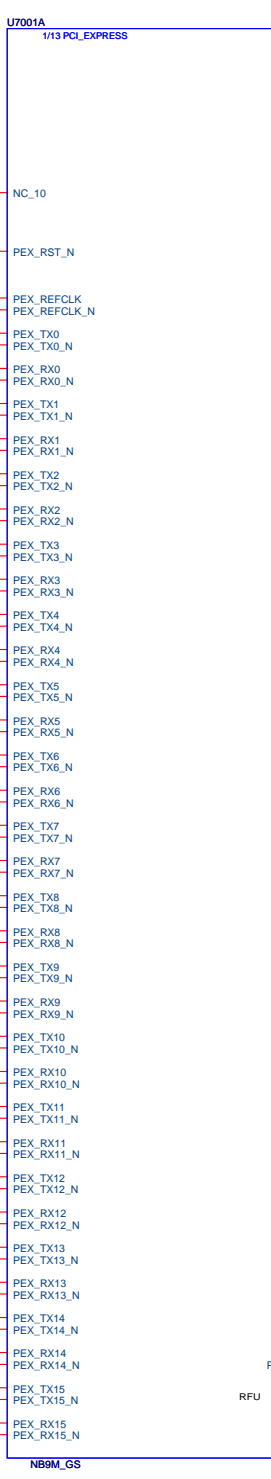 U7001A
1/13 PCI_EXPRESS
NC_10
PEX_RST_N
PEX_REFCLK
PEX_REFCLK_N
PEX_TX0
PEX_TX0_N
PEX_RX0
PEX_RX0_N
PEX_TX1
PEX_TX1_N
PEX_RX1
PEX_RX1_N
PEX_TX2
PEX_TX2_N
PEX_RX2
PEX_RX2_N
PEX_TX3
PEX_TX3_N
PEX_RX3
PEX_RX3_N
PEX_TX4
PEX_TX4_N
PEX_RX4
PEX_RX4_N
PEX_TX5
PEX_TX5_N
PEX_RX5
PEX_RX5_N
PEX_TX6
PEX_TX6_N
PEX_RX6
PEX_RX6_N
PEX_TX7
PEX_TX7_N
PEX_RX7
PEX_RX7_N
PEX_TX8
PEX_TX8_N
PEX_RX8
PEX_RX8_N
PEX_TX9
PEX_TX9_N
PEX_RX9
PEX_RX9_N
PEX_TX10
PEX_TX10_N
PEX_RX10
PEX_RX10_N
PEX_TX11
PEX_TX11_N
PEX_RX11
PEX_RX11_N
PEX_TX12
PEX_TX12_N
PEX_RX12
PEX_RX12_N
PEX_TX13
PEX_TX13_N
PEX_RX13
PEX_RX13_N
PEX_TX14
PEX_TX14_N
PEX_RX14
PEX_RX14_N
PEX_TX15
PEX_TX15_N
RFU
PEX_RX15
PEX_RX15_N
NB9M_GS